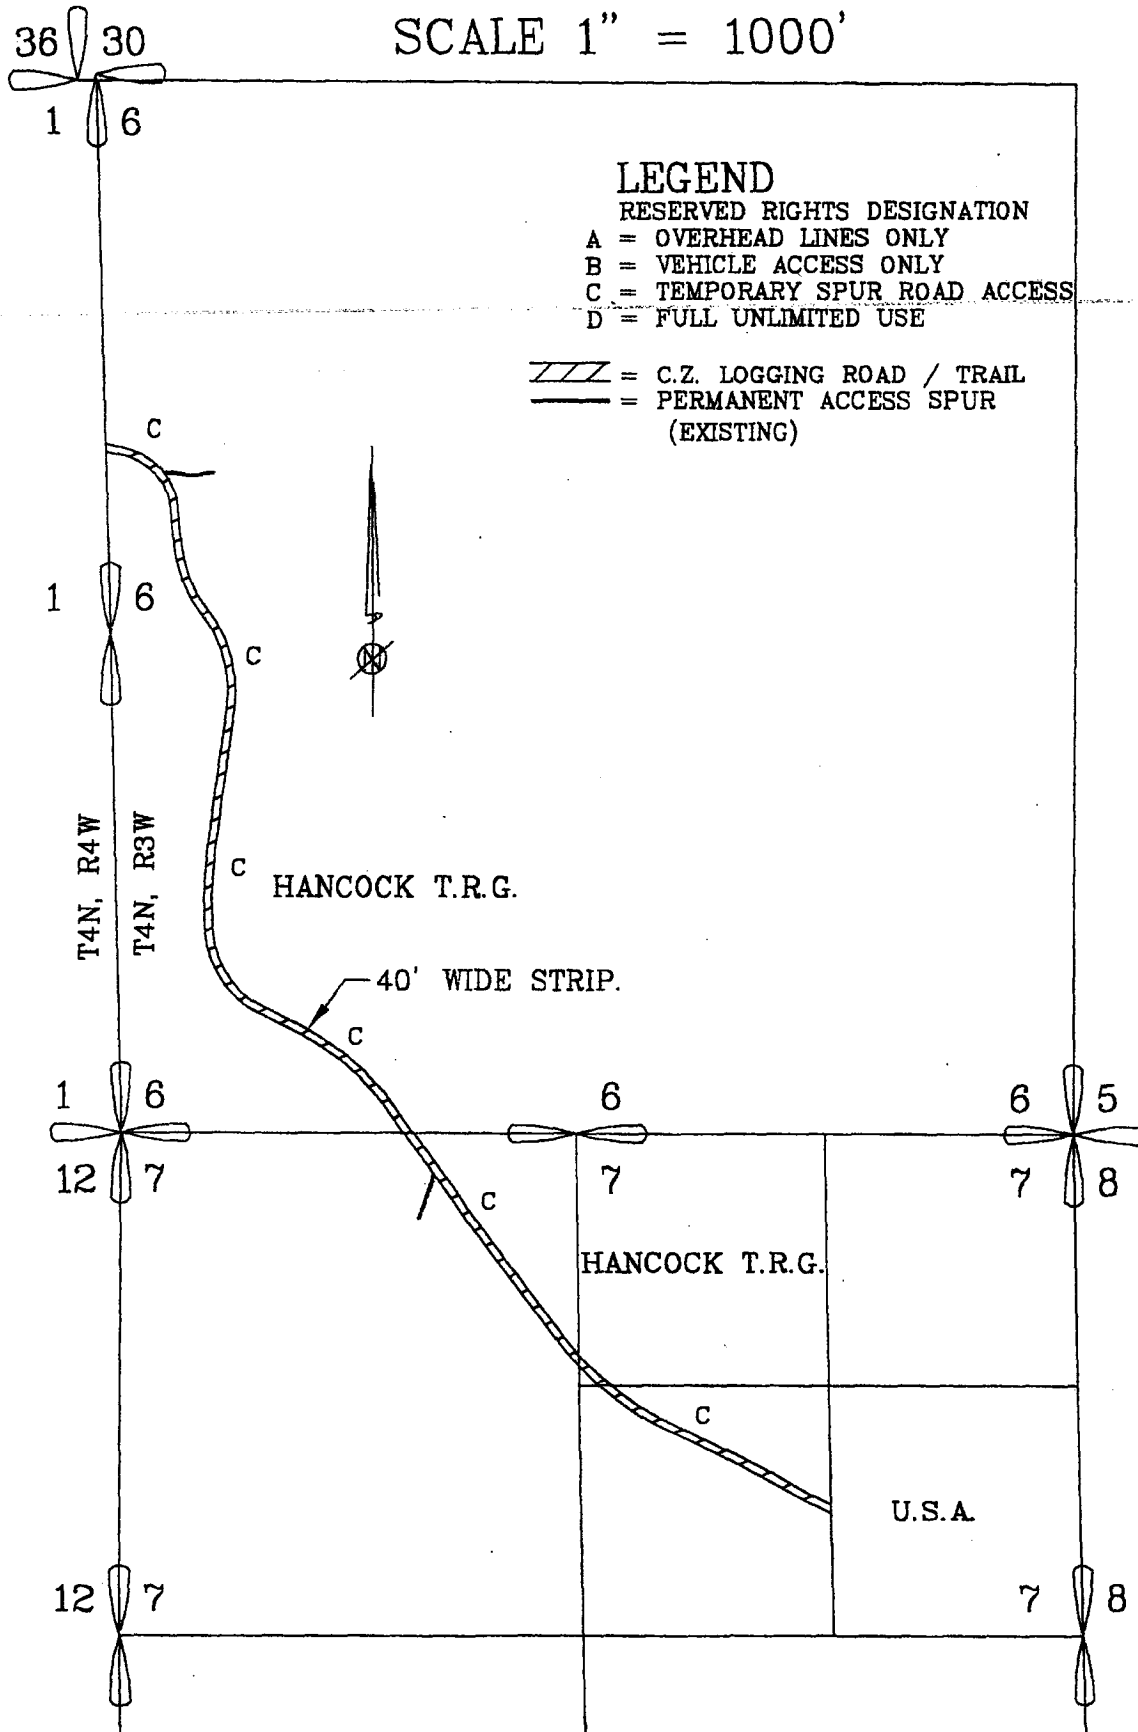 SCALE 1" = 1000'
36 30
1 6
LEGEND
RESERVED RIGHTS DESIGNATION
A = OVERHEAD LINES ONLY
B = VEHICLE ACCESS ONLY
C = TEMPORARY SPUR ROAD ACCESS
D = FULL UNLIMITED USE
= C.Z. LOGGING ROAD / TRAIL
= PERMANENT ACCESS SPUR
(EXISTING)
C
1 6
C
T4N, R4W
T4N, R3W
C
HANCOCK T.R.G.
40' WIDE STRIP.
C
1 6
6
6 5
12 7
7
7 8
C
HANCOCK T.R.G.
C
U.S.A.
12 7
7 8